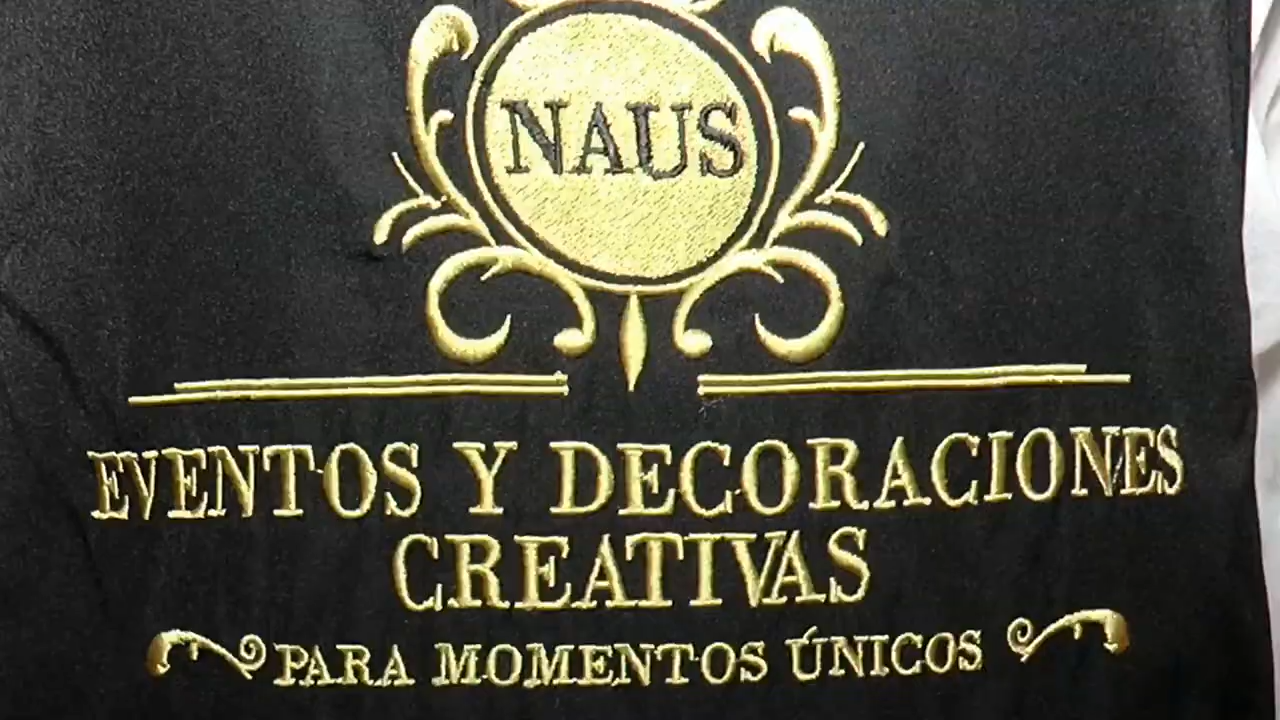 NAUS
EVENTOS Y DECORACIONES
CREATIVAS
PARA MOMENTOS ÚNICOS